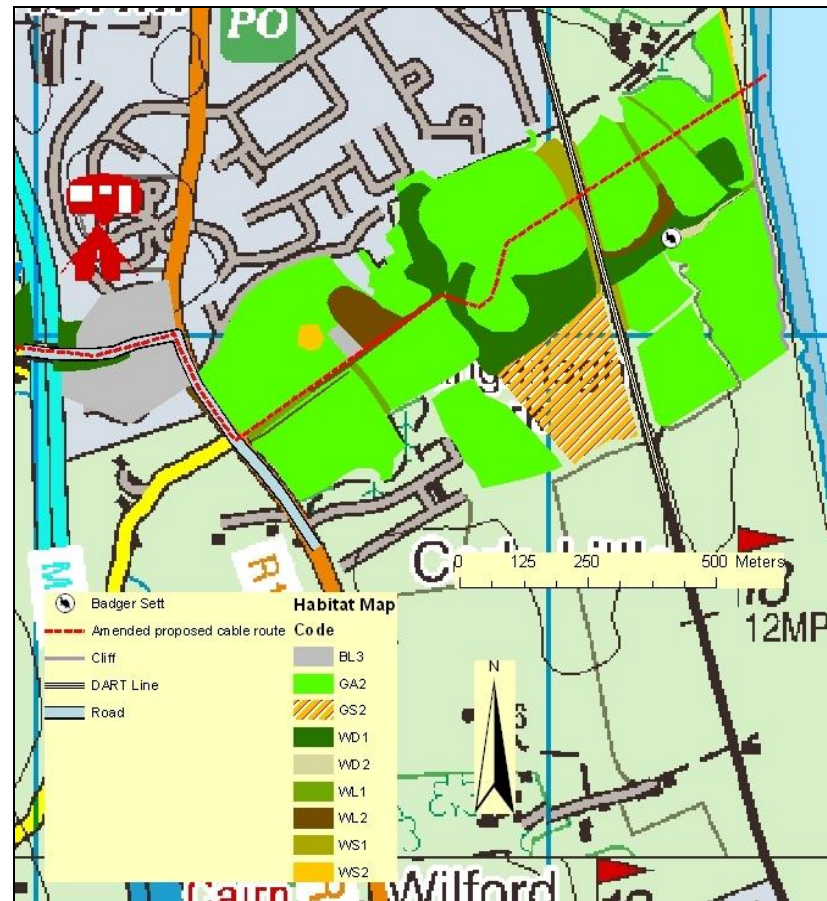 PO
0 125 250 500 Meters
12MP
Badger Sett
Amended proposed cable route
Cliff
DART Line
Road
Habitat Map
Code
BL3
GA2
GS2
WD1
WD2
WL1
WL2
WS1
WS2
N
Wilford